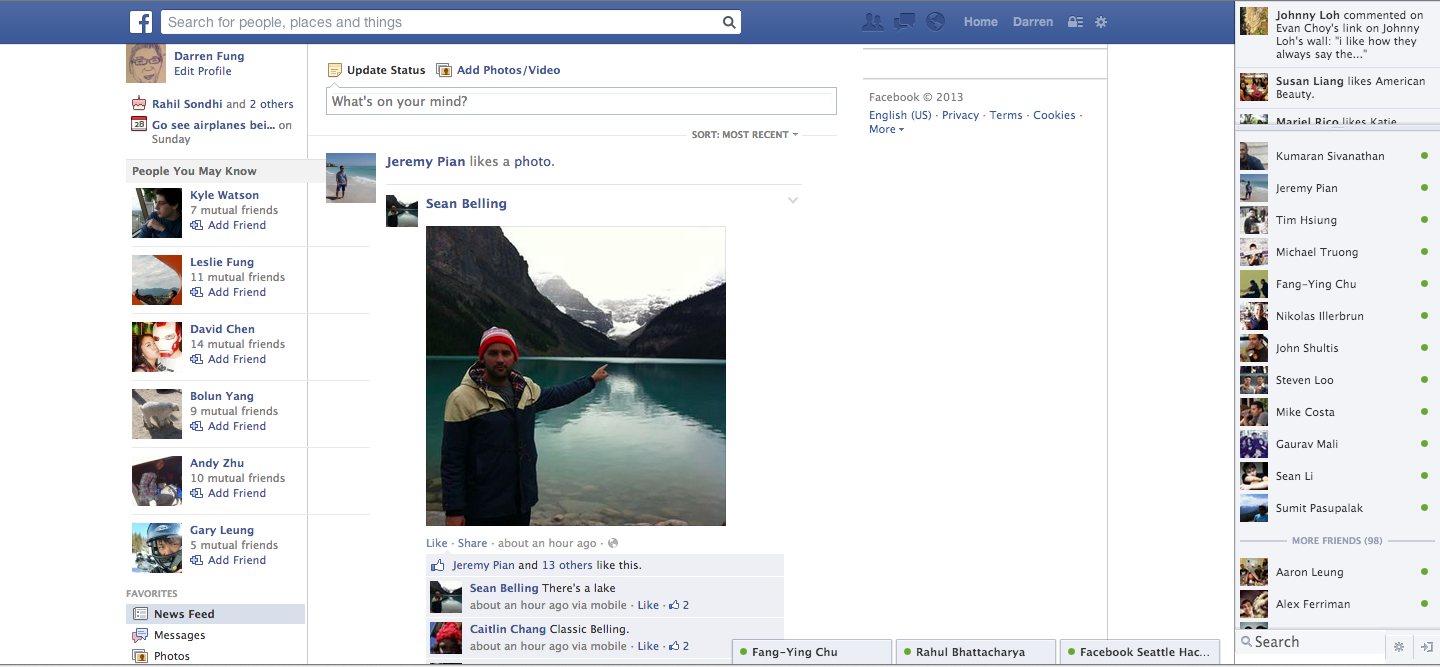 f
Search for people, places and things
Home
Darren
Darren Fung
Edit Profile
Rahil Sondhi and 2 others
28
Go see airplanes bei... on
Sunday
People You May Know
Kyle Watson
7 mutual friends
Add Friend
Leslie Fung
11 mutual friends
Add Friend
David Chen
14 mutual friends
Add Friend
Bolun Yang
9 mutual friends
Add Friend
Andy Zhu
10 mutual friends
Add Friend
Gary Leung
5 mutual friends
Add Friend
FAVORITES
News Feed
Messages
Photos
Update Status
Add Photos/Video
What's on your mind?
SORT: MOST RECENT
Jeremy Pian likes a photo.
Sean Belling
Like · Share · about an hour ago ·
Jeremy Pian and 13 others like this.
Sean Belling There's a lake
about an hour ago via mobile · Like · 2
Caitlin Chang Classic Belling.
about an hour ago via mobile · Like · 2
Facebook © 2013
English (US) · Privacy · Terms · Cookies ·
More
Fang-Ying Chu
Rahul Bhattacharya
Facebook Seattle Hac...
Johnny Loh commented on
Evan Choy's link on Johnny
Loh's wall: "i like how they
always say the..."
Susan Liang likes American
Beauty.
Mariel Rico likes Katie
Kumaran Sivanathan
Jeremy Pian
Tim Hsiung
Michael Truong
Fang-Ying Chu
Nikolas Illerbrun
John Shultis
Steven Loo
Mike Costa
Gaurav Mali
Sean Li
Sumit Pasupalak
MORE FRIENDS (98)
Aaron Leung
Alex Ferriman
Search